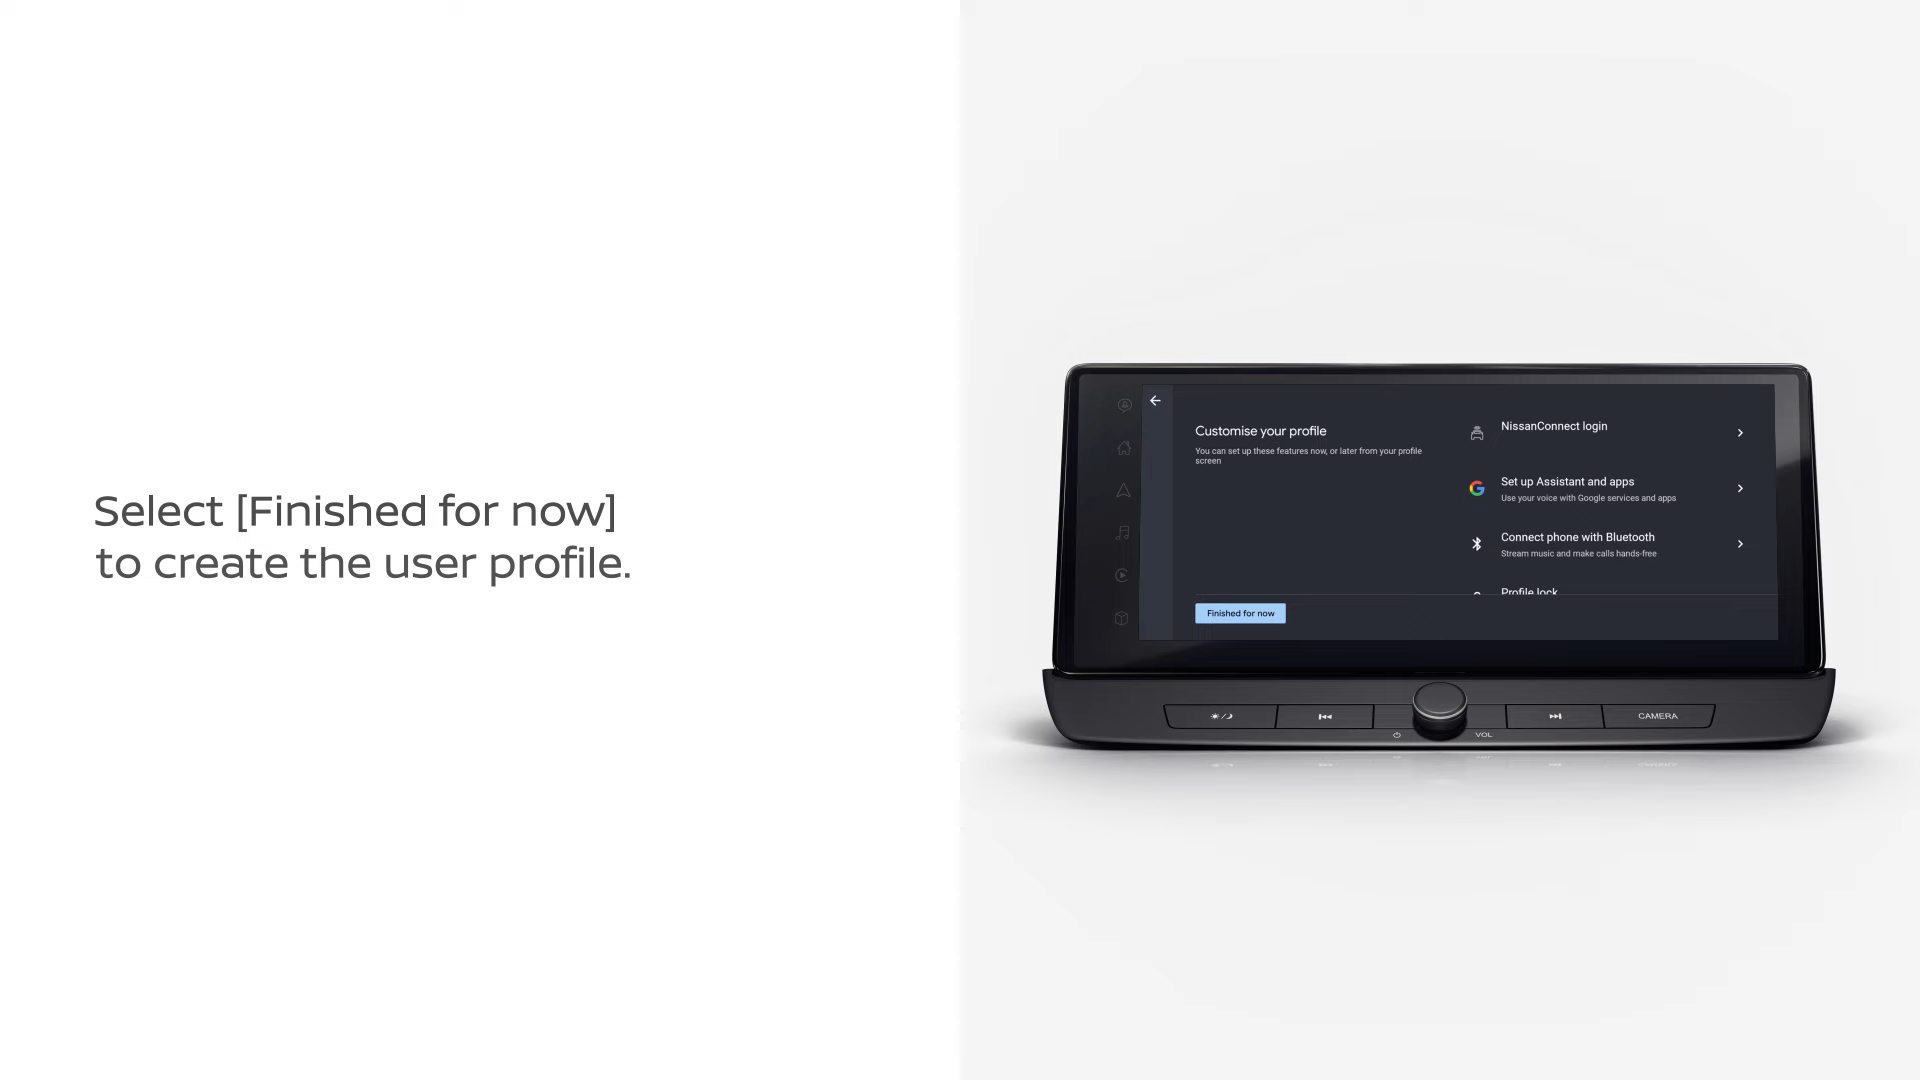 Select [Finished for now]
to create the user profile.
Customise your profile
You can set up these features now, or later from your profile
screen
NissanConnect login
Set up Assistant and apps
Use your voice with Google services and apps
Connect phone with Bluetooth
Stream music and make calls hands-free
Profile lock
Finished for now
VOL
CAMERA